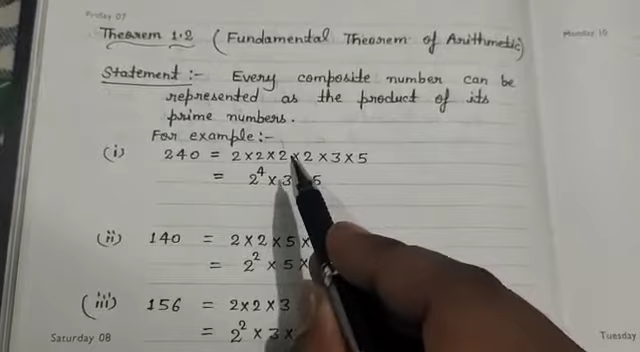 Friday 07
Monday 10
Theorem 1.2 ( Fundamental Theorem of Arithmetic)
Statement :- Every composite number can be
represented as the product of its
prime numbers.
For example :-
(i) 240 = 2×2×2×2×3×5
= 2⁴×3 5
(ii) 140 = 2×2×5×
= 2²×5×
(iii) 156 = 2×2×3
= 2²×3×
Saturday 08
Tuesday